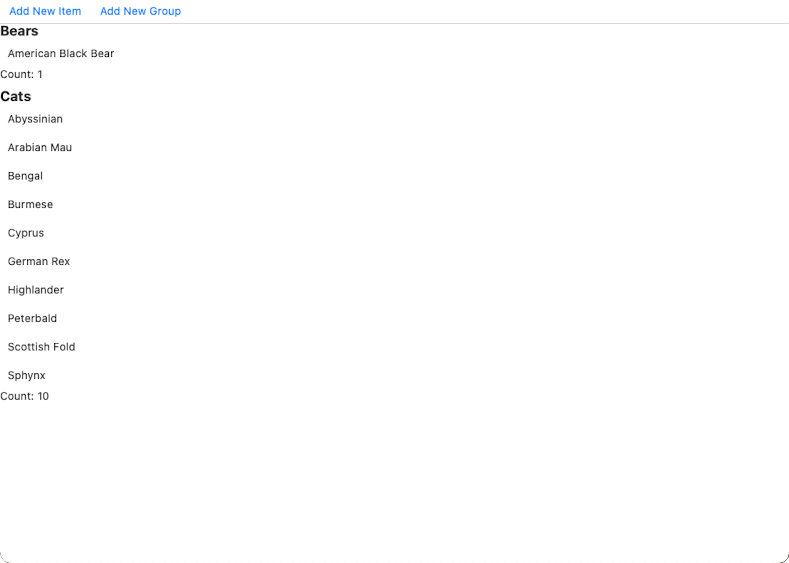 Add New Item Add New Group
Bears
American Black Bear
Count: 1
Cats
Abyssinian
Arabian Mau
Bengal
Burmese
Cyprus
German Rex
Highlander
Peterbald
Scottish Fold
Sphynx
Count: 10